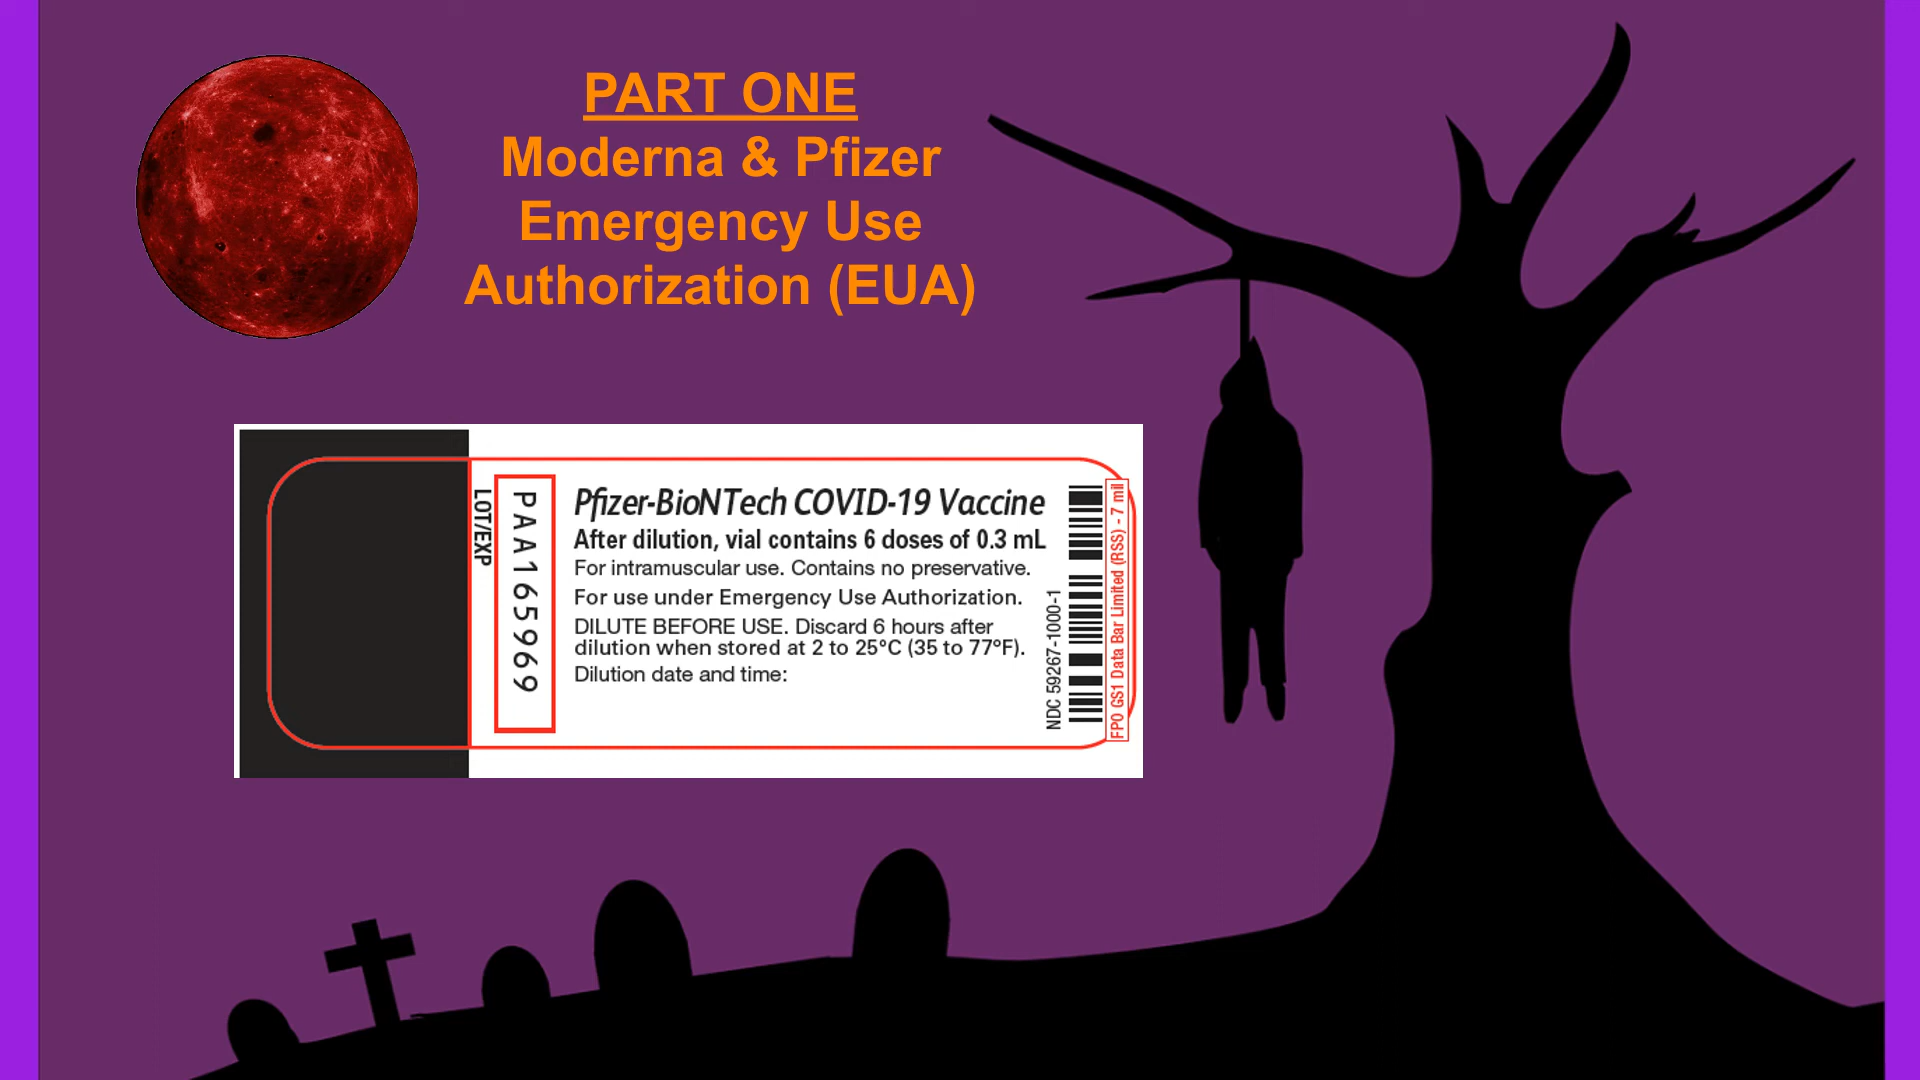 PART ONE
Moderna & Pfizer
Emergency Use
Authorization (EUA)
LOT/EXP
PAA165969
Pfizer-BioNTech COVID-19 Vaccine
After dilution, vial contains 6 doses of 0.3 mL
For intramuscular use. Contains no preservative.
For use under Emergency Use Authorization.
DILUTE BEFORE USE. Discard 6 hours after
dilution when stored at 2 to 25°C (35 to 77°F).
Dilution date and time:
NDC 59267-1000-1
FPO GS1 Data Bar Limited (RSS) - 7 mil